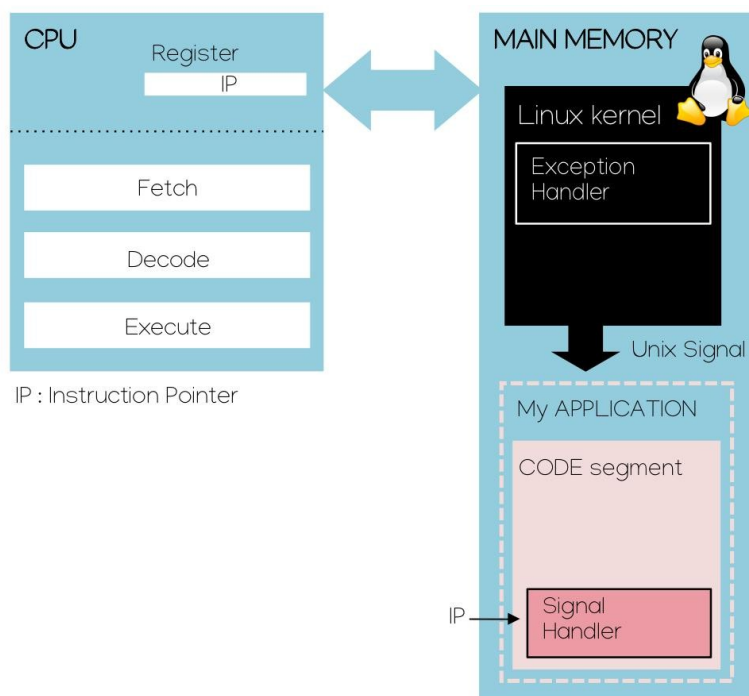 CPU
Register
IP
Fetch
Decode
Execute
IP : Instruction Pointer
MAIN MEMORY
Linux kernel
Exception
Handler
Unix Signal
My APPLICATION
CODE segment
IP
Signal
Handler